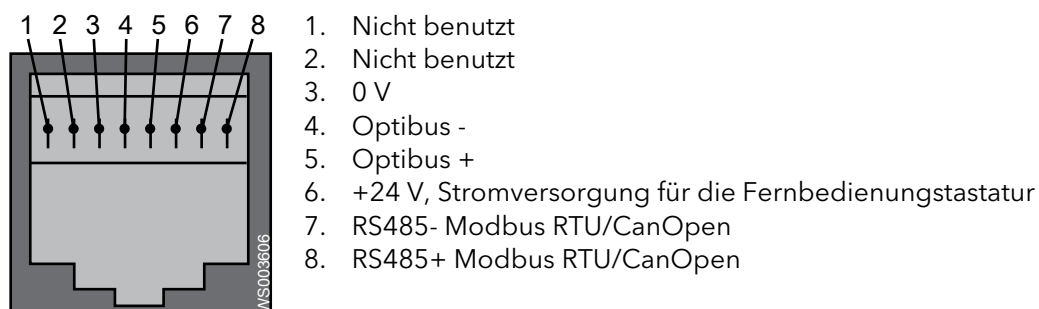 1 2 3 4 5 6 7 8
1. Nicht benutzt
2. Nicht benutzt
3. 0 V
4. Optibus -
5. Optibus +
6. +24 V, Stromversorgung für die Fernbedienungstastatur
7. RS485- Modbus RTU/CanOpen
8. RS485+ Modbus RTU/CanOpen
WS003606